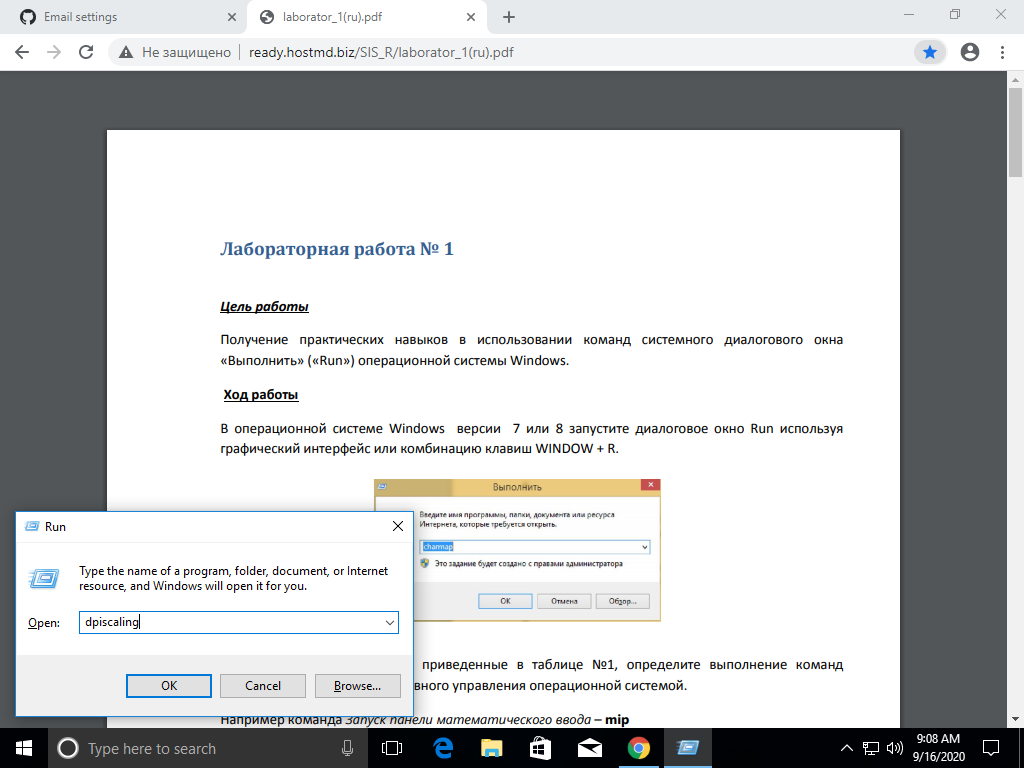 Email settings
laborator_1(ru).pdf
Не защищено
ready.hostmd.biz/SIS_R/laborator_1(ru).pdf
Лабораторная работа № 1
Цель работы
Получение практических навыков в использовании команд системного диалогового окна
«Выполнить» («Run») операционной системы Windows.
Ход работы
В операционной системе Windows версии 7 или 8 запустите диалоговое окно Run используя
графический интерфейс или комбинацию клавиш WINDOW + R.
Выполнить
Введите имя программы, папки, документа или ресурса
Интернета, которые требуется открыть.
charmap
Это задание будет создано с правами администратора
ОК
Отмена
Обзор...
Run
Type the name of a program, folder, document, or Internet
resource, and Windows will open it for you.
Open:
dpiscaling
OK
Cancel
Browse...
приведенные в таблице №1, определите выполнение команд
вного управления операционной системой.
Например команда Запуск панели математического ввода – mip
Type here to search
9:08 AM
9/16/2020